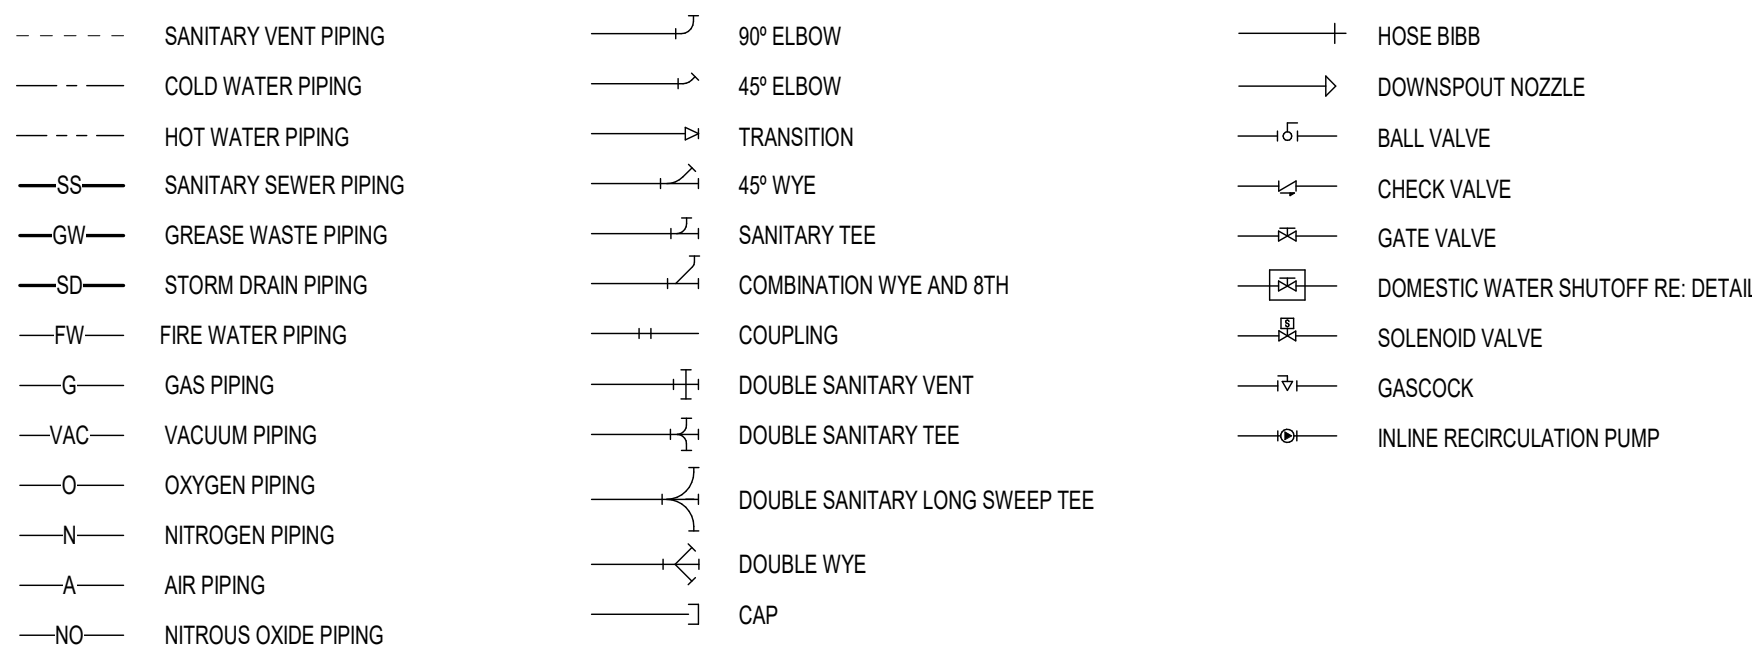 SANITARY VENT PIPING
COLD WATER PIPING
HOT WATER PIPING
SS SANITARY SEWER PIPING
GW GREASE WASTE PIPING
SD STORM DRAIN PIPING
FW FIRE WATER PIPING
G GAS PIPING
VAC VACUUM PIPING
O OXYGEN PIPING
N NITROGEN PIPING
A AIR PIPING
NO NITROUS OXIDE PIPING
90º ELBOW
45º ELBOW
TRANSITION
45º WYE
SANITARY TEE
COMBINATION WYE AND 8TH
COUPLING
DOUBLE SANITARY VENT
DOUBLE SANITARY TEE
DOUBLE SANITARY LONG SWEEP TEE
DOUBLE WYE
CAP
HOSE BIBB
DOWNSPOUT NOZZLE
BALL VALVE
CHECK VALVE
GATE VALVE
DOMESTIC WATER SHUTOFF RE: DETAIL
S SOLENOID VALVE
GASCOCK
INLINE RECIRCULATION PUMP